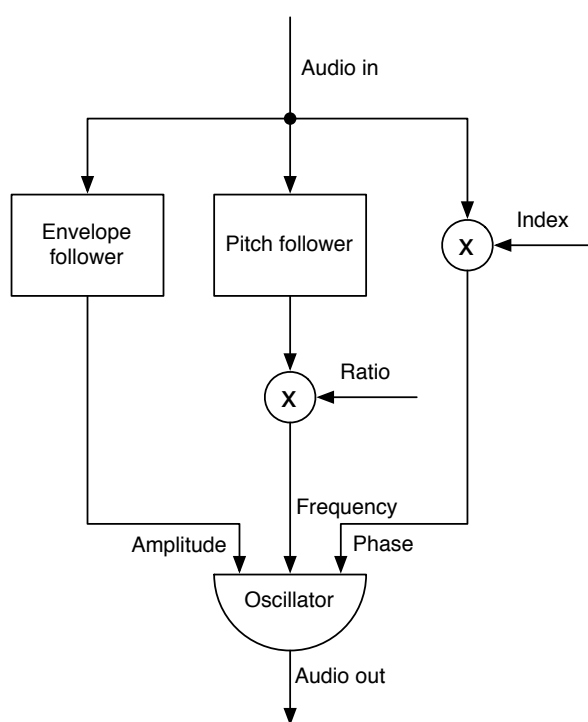 Audio in
Envelope
follower
Pitch follower
X
Index
X
Ratio
Frequency
Amplitude
Phase
Oscillator
Audio out